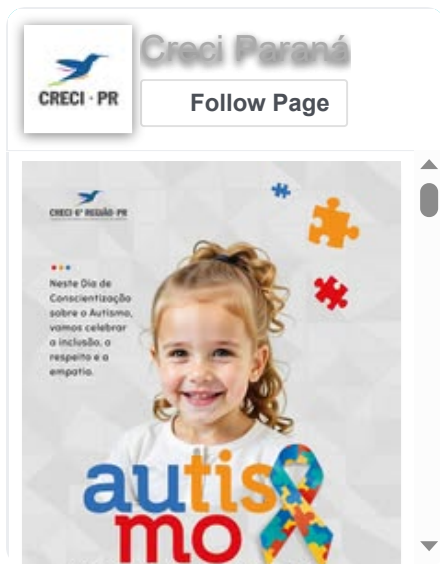 Creci Paraná
CRECI · PR
Follow Page
CRECI 6ª REGIÃO-PR
Neste Dia de
Conscientização
sobre o Autismo,
vamos celebrar
a inclusão, o
respeito e a
empatia.
autis
mo